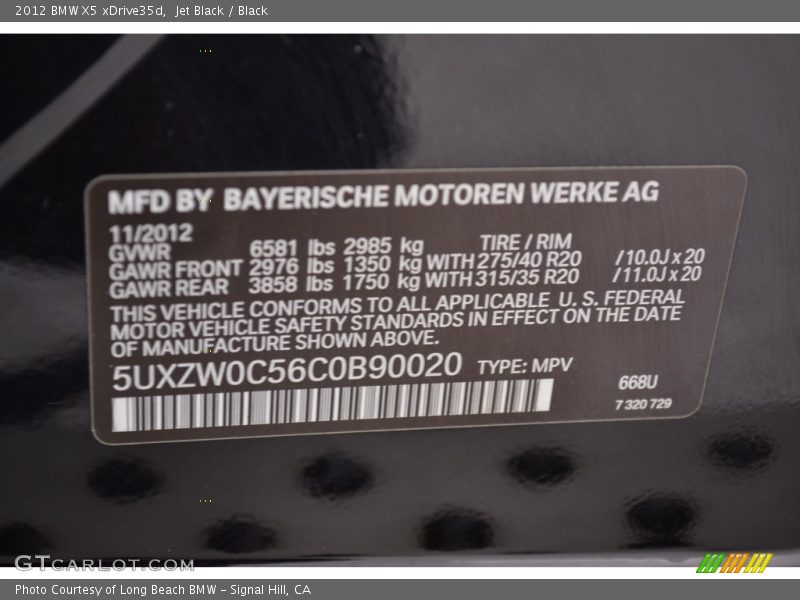 2012 BMW X5 xDrive35d, Jet Black / Black
MFD BY BAYERISCHE MOTOREN WERKE AG
11/2012
GVWR 6581 lbs 2985 kg TIRE / RIM
GAWR FRONT 2976 lbs 1350 kg WITH 275/40 R20 /10.0J x 20
GAWR REAR 3858 lbs 1750 kg WITH 315/35 R20 /11.0J x 20
THIS VEHICLE CONFORMS TO ALL APPLICABLE U. S. FEDERAL
MOTOR VEHICLE SAFETY STANDARDS IN EFFECT ON THE DATE
OF MANUFACTURE SHOWN ABOVE.
5UXZW0C56C0B90020 TYPE: MPV
668U
7 320 729
GTCARLOT.COM
Photo Courtesy of Long Beach BMW - Signal Hill, CA